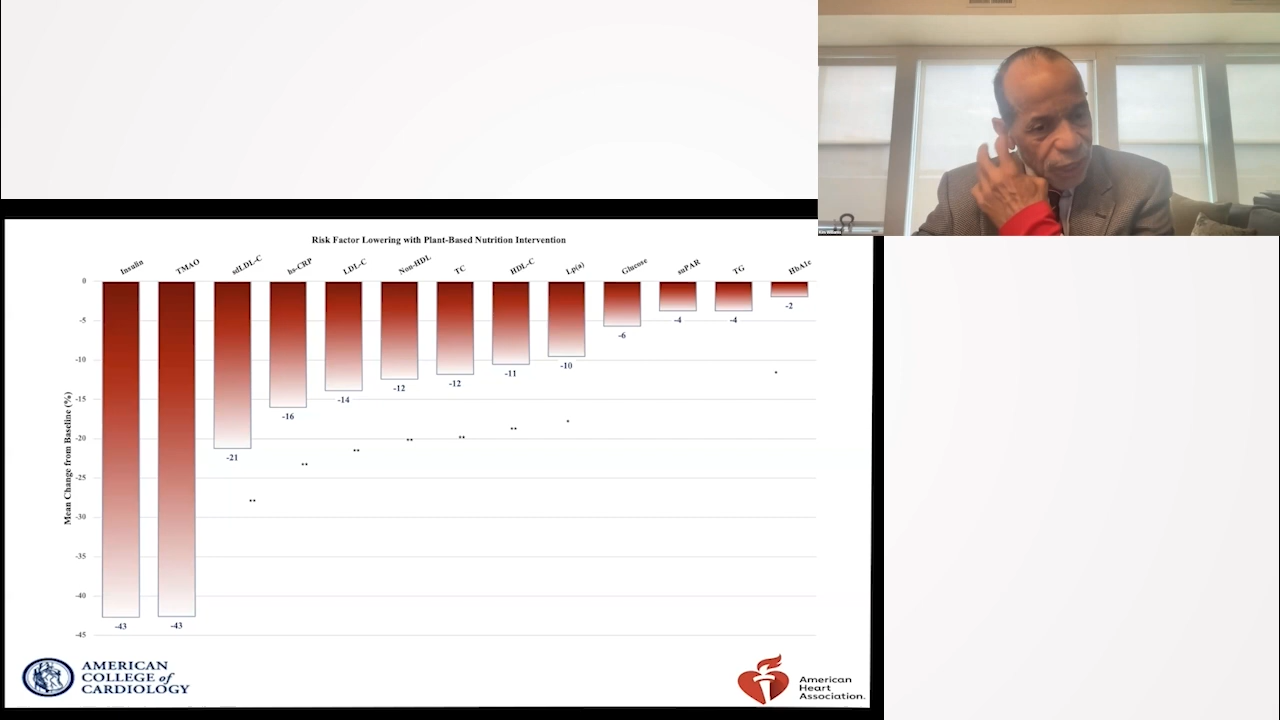 Risk Factor Lowering with Plant-Based Nutrition Intervention
Insulin TMAO sdLDL-C hs-CRP LDL-C Non-HDL TC HDL-C Lp(a) Glucose suPAR TG HbA1c
Mean Change from Baseline (%)
0
-5
-10
-15
-20
-25
-30
-35
-40
-45
-43 -43 -21 -16 -14 -12 -12 -11 -10 -6 -4 -4 -2
**
**
**
**
**
**
*
*
AMERICAN
COLLEGE of
CARDIOLOGY
American
Heart
Association.